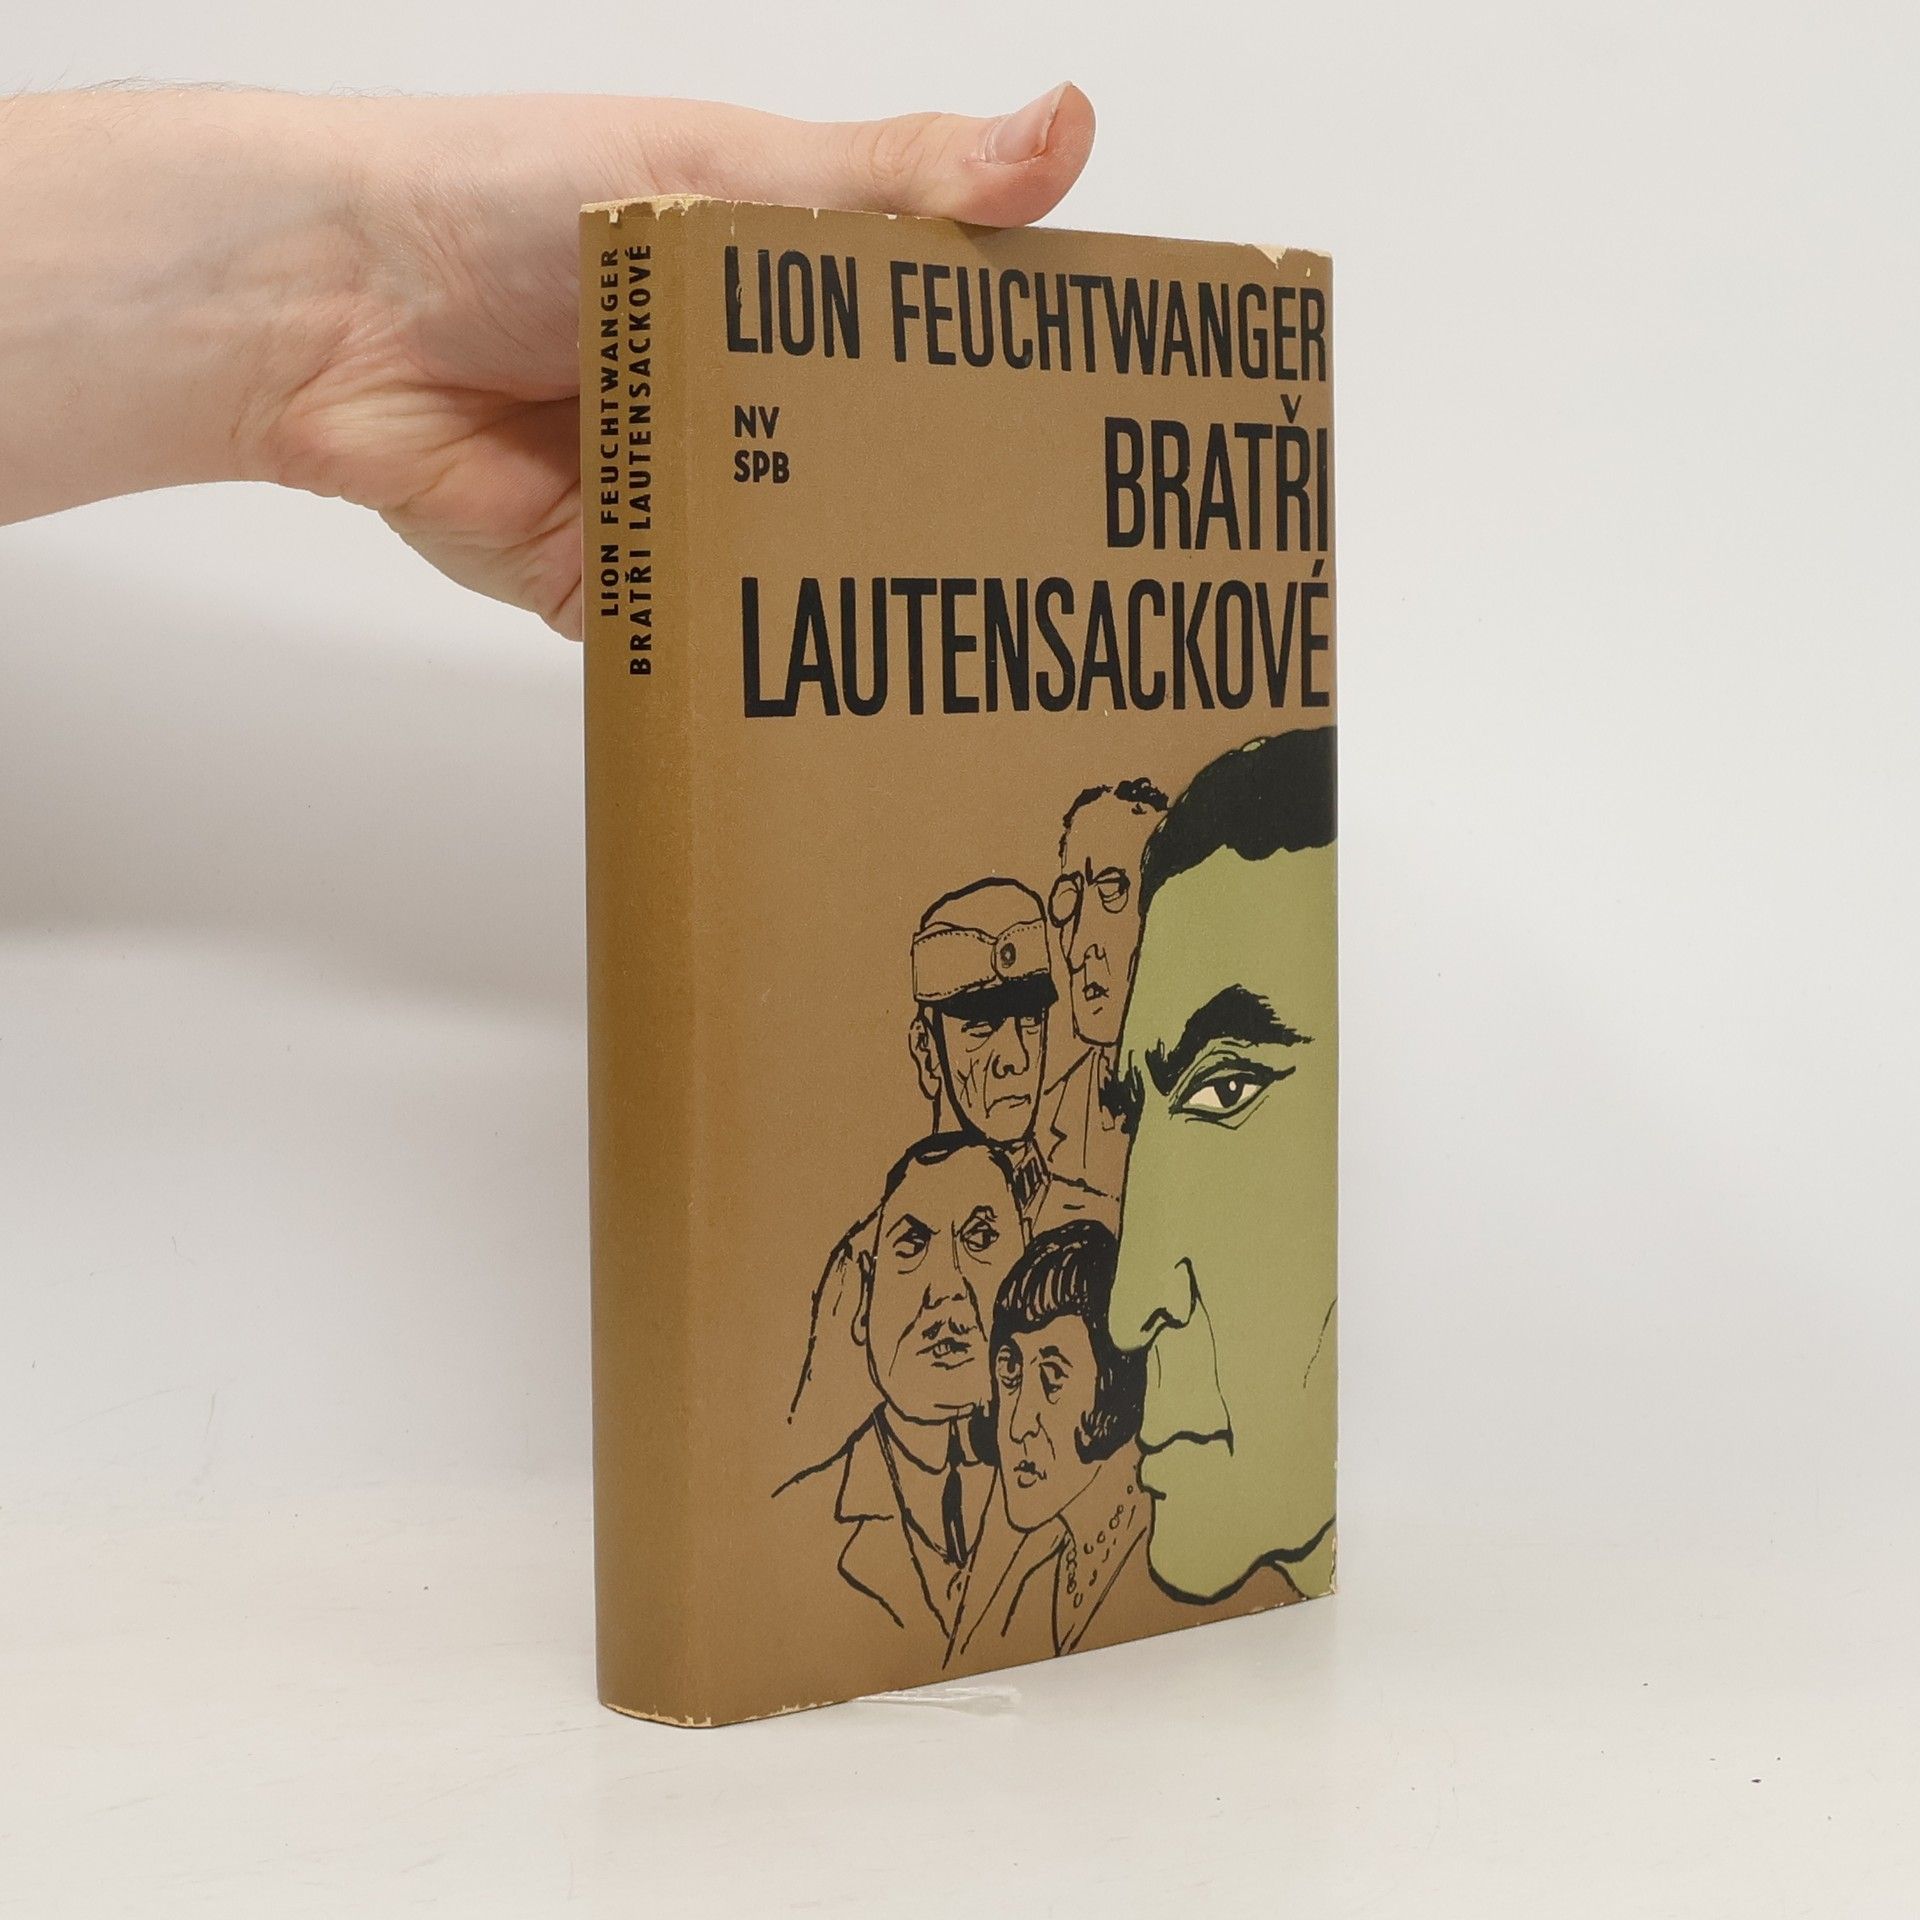 LION FEUCHTWANGER
BRATŘI LAUTENSACKOVÉ
LION FEUCHTWANGER
NV
SPB
BRATŘI
LAUTENSACKOVÉ